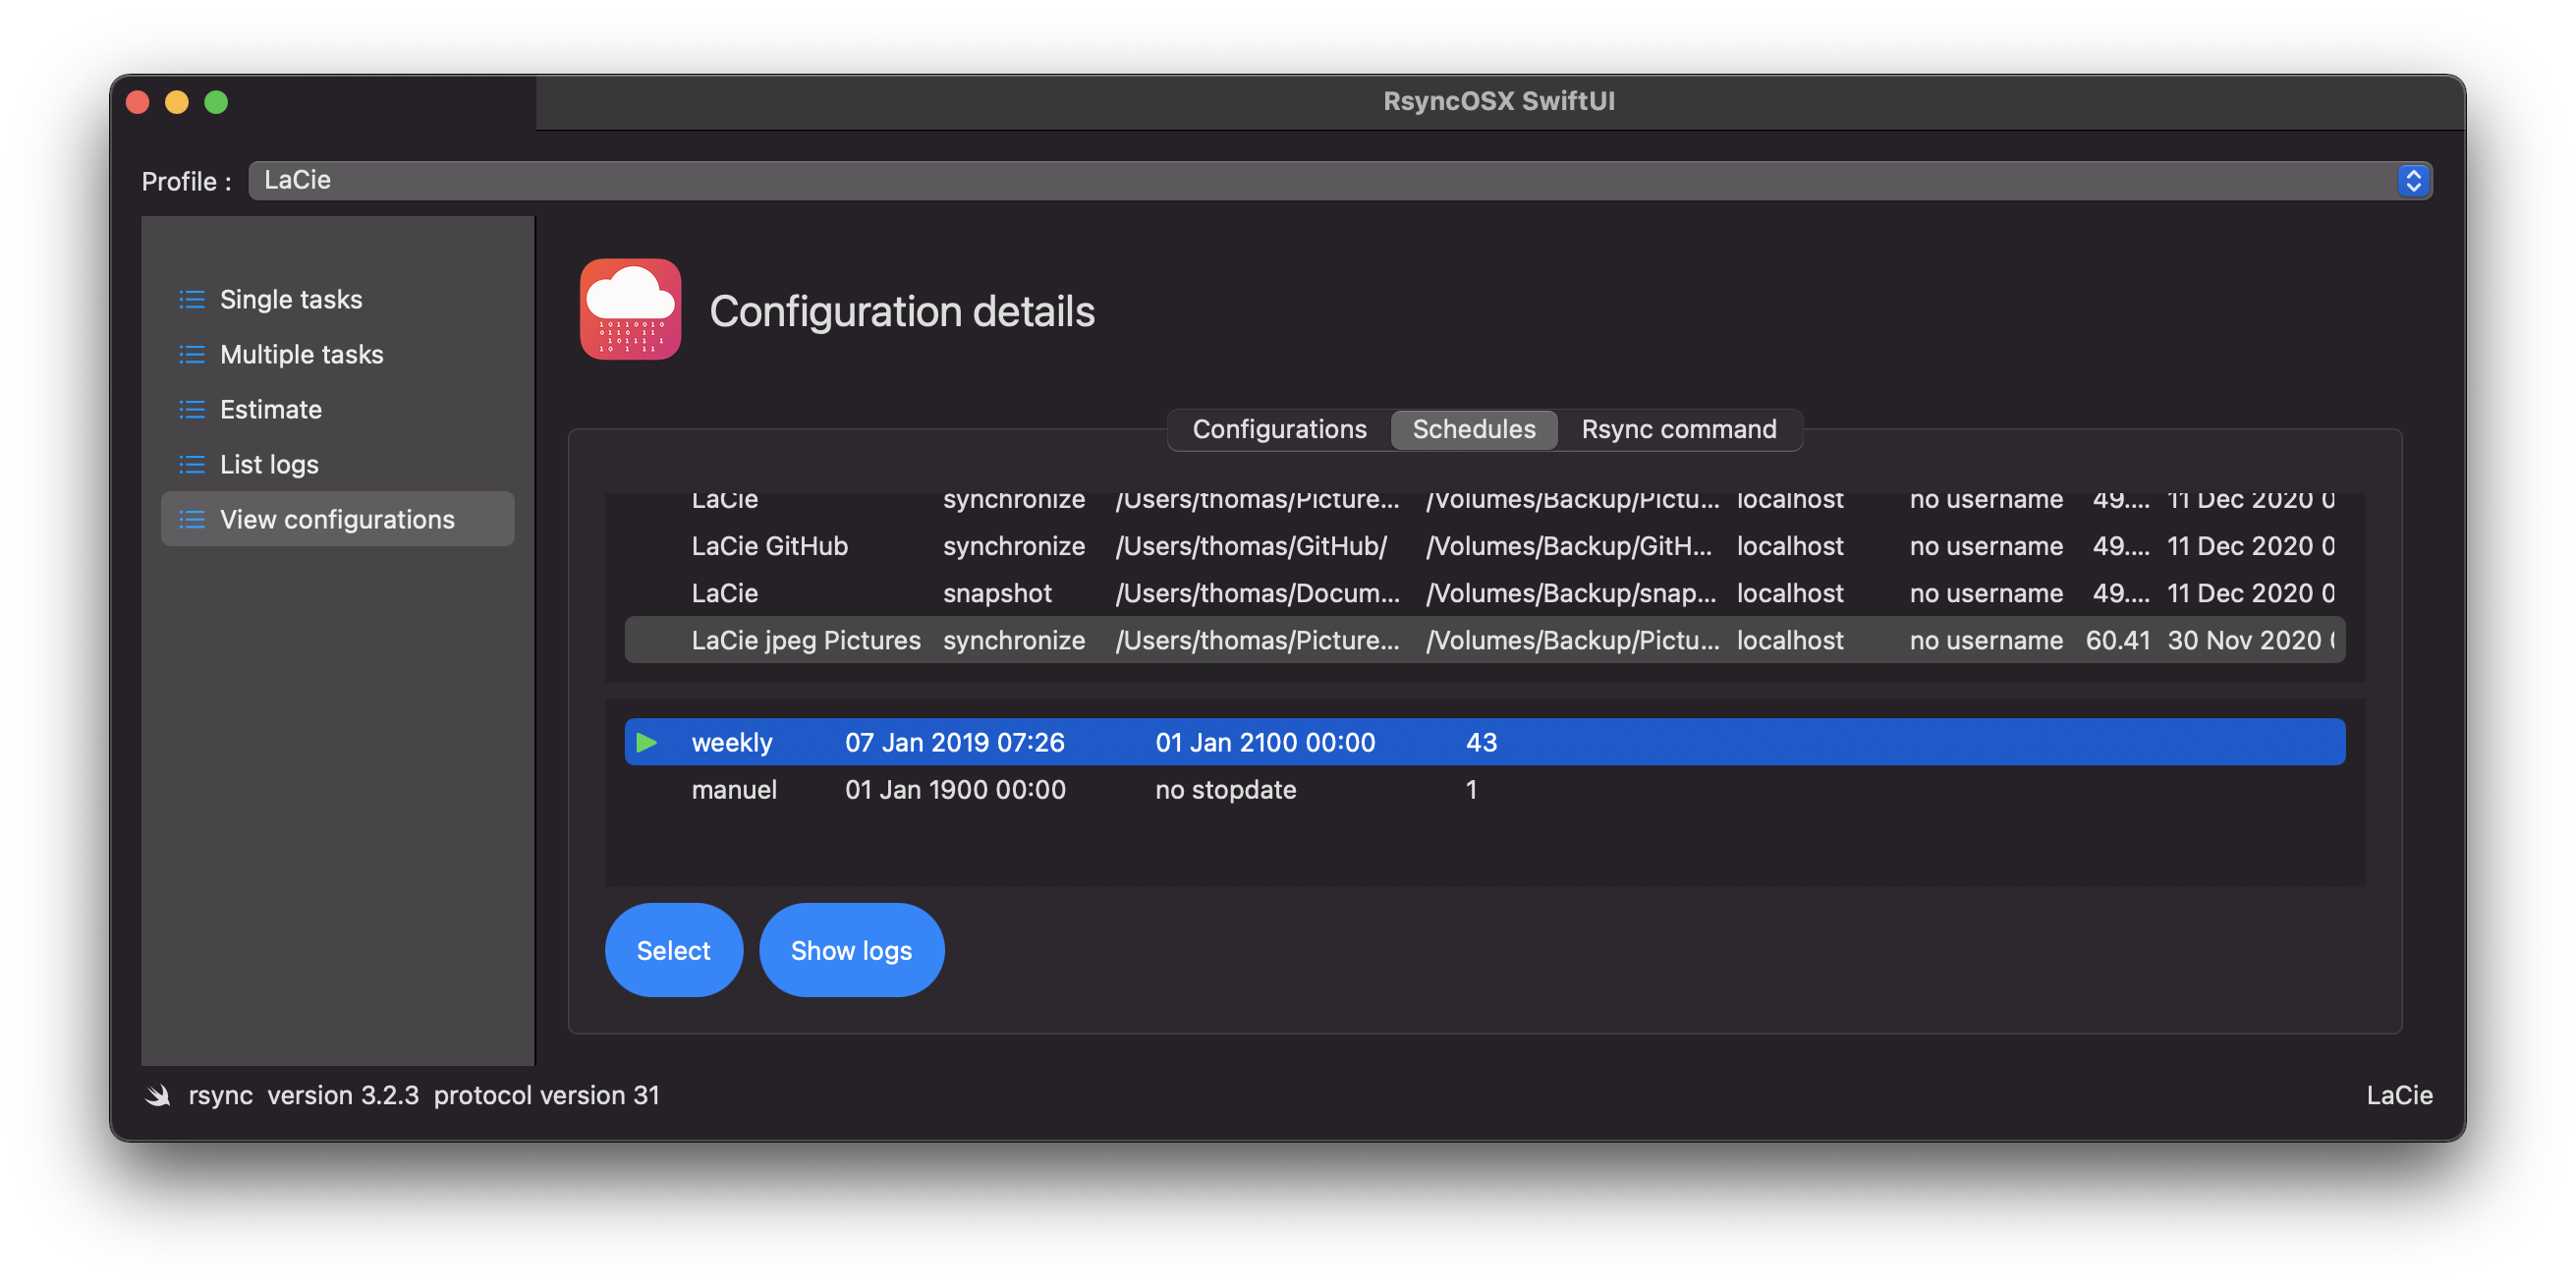 RsyncOSX SwiftUI
Profile : LaCie
Single tasks
Multiple tasks
Estimate
List logs
View configurations
Configuration details
Configurations Schedules Rsync command
LaCie synchronize /Users/thomas/Picture... /Volumes/Backup/Pictu... localhost no username 49.... 11 Dec 2020 0
LaCie GitHub synchronize /Users/thomas/GitHub/ /Volumes/Backup/GitH... localhost no username 49.... 11 Dec 2020 0
LaCie snapshot /Users/thomas/Docum... /Volumes/Backup/snap... localhost no username 49.... 11 Dec 2020 0
LaCie jpeg Pictures synchronize /Users/thomas/Picture... /Volumes/Backup/Pictu... localhost no username 60.41 30 Nov 2020
weekly 07 Jan 2019 07:26 01 Jan 2100 00:00 43
manuel 01 Jan 1900 00:00 no stopdate 1
Select Show logs
rsync version 3.2.3 protocol version 31 LaCie